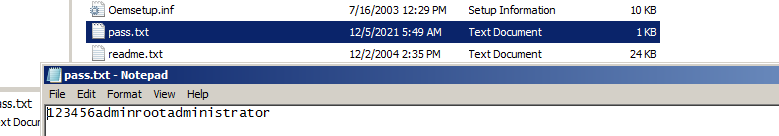 Oemsetup.inf 7/16/2003 12:29 PM Setup Information 10 KB
pass.txt 12/5/2021 5:49 AM Text Document 1 KB
readme.txt 12/2/2004 2:35 PM Text Document 24 KB
pass.txt - Notepad
File Edit Format View Help
ass.txt
123456adminrootadministrator
ext Docum